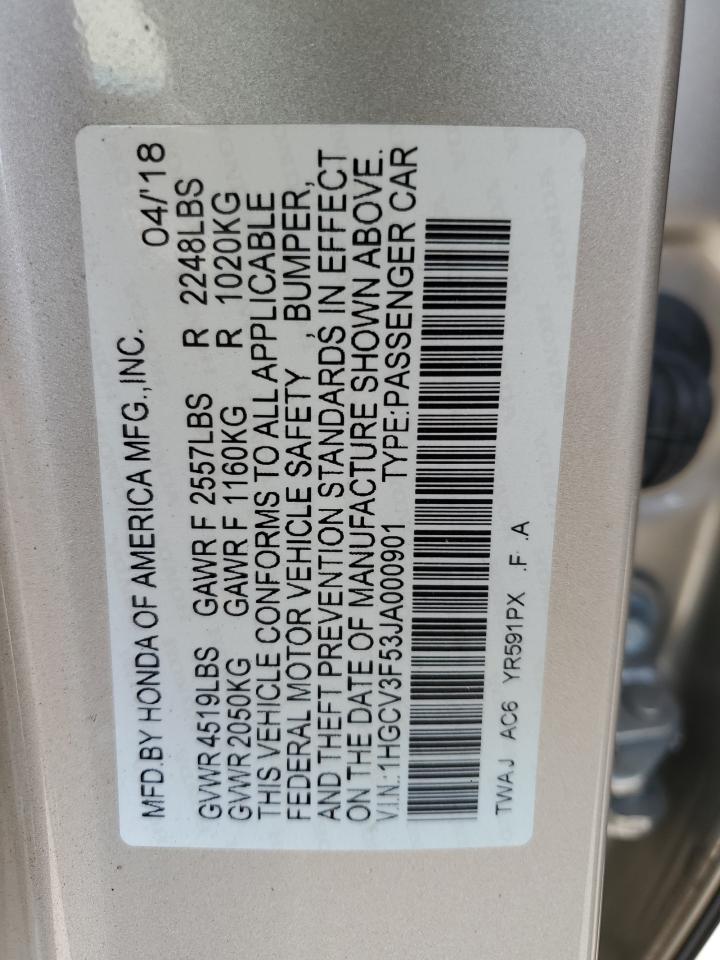 MFD.BY HONDA OF AMERICA MFG.,INC. 04/'18
GVWR 4519LBS GAWR F 2557LBS R 2248LBS
GVWR 2050KG GAWR F 1160KG R 1020KG
THIS VEHICLE CONFORMS TO ALL APPLICABLE
FEDERAL MOTOR VEHICLE SAFETY , BUMPER,
AND THEFT PREVENTION STANDARDS IN EFFECT
ON THE DATE OF MANUFACTURE SHOWN ABOVE.
V.I.N.:1HGCV3F53JA000901 TYPE:PASSENGER CAR
TWAJ AC6 YR591PX .F .A